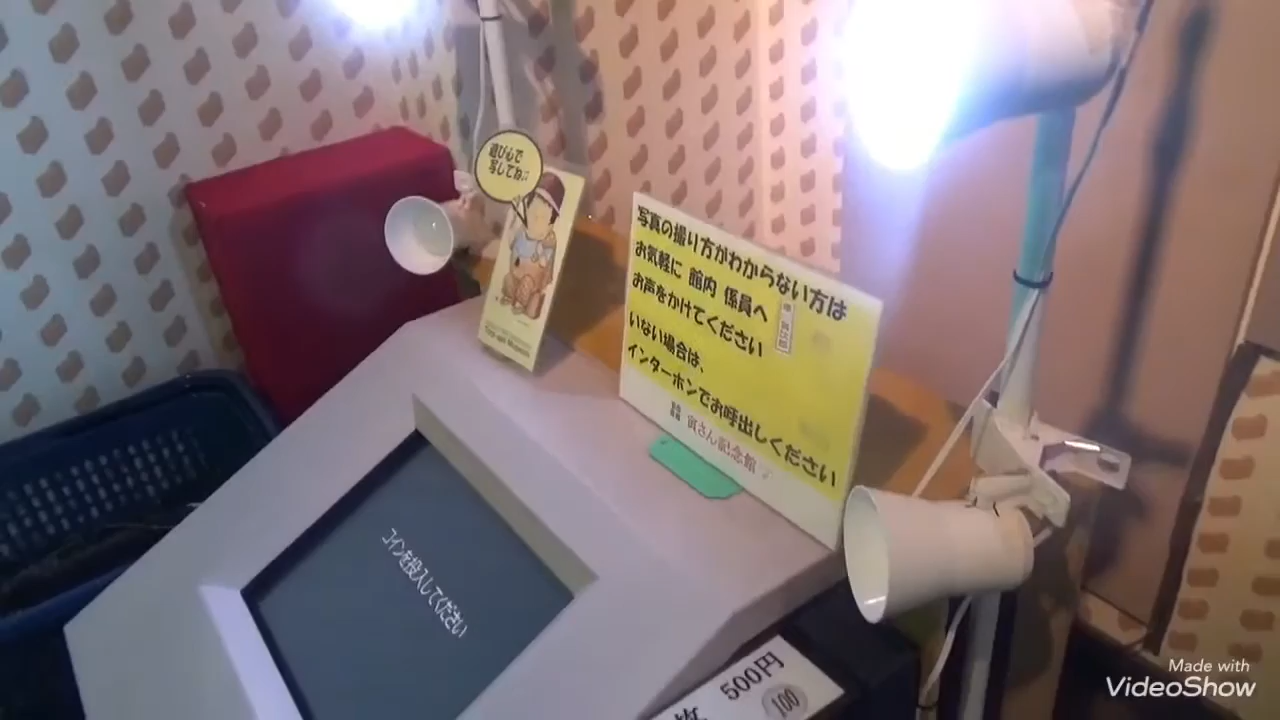 遊び心で
写してね♫
写真の撮り方がわからない方は
お気軽に 館内 係員へ
お声をかけてください
いない場合は、
インターホンでお呼出しください
寅さん記念館
コインを投入してください
500円
100
Made with
VideoShow